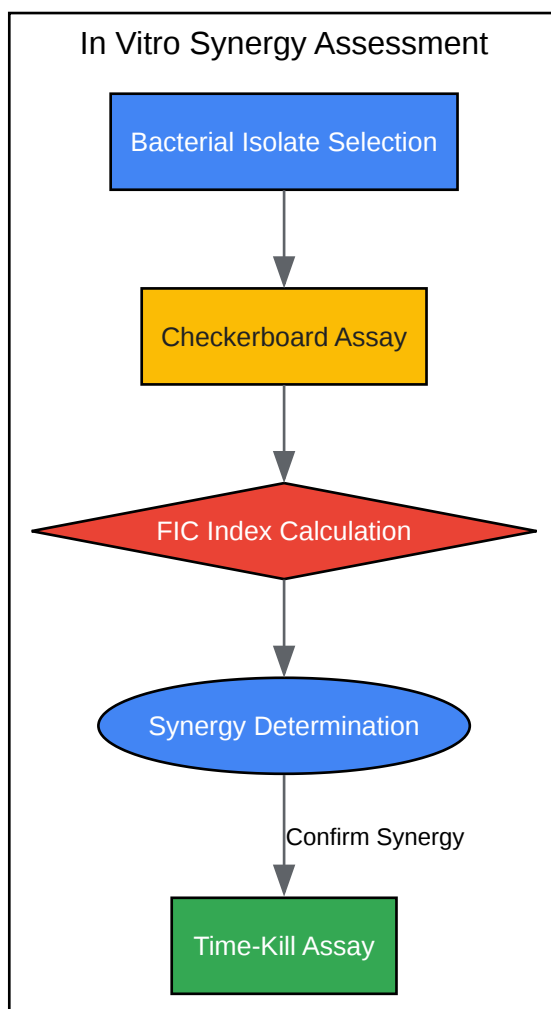 In Vitro Synergy Assessment
Bacterial Isolate Selection
Checkerboard Assay
FIC Index Calculation
Synergy Determination
Confirm Synergy
Time-Kill Assay